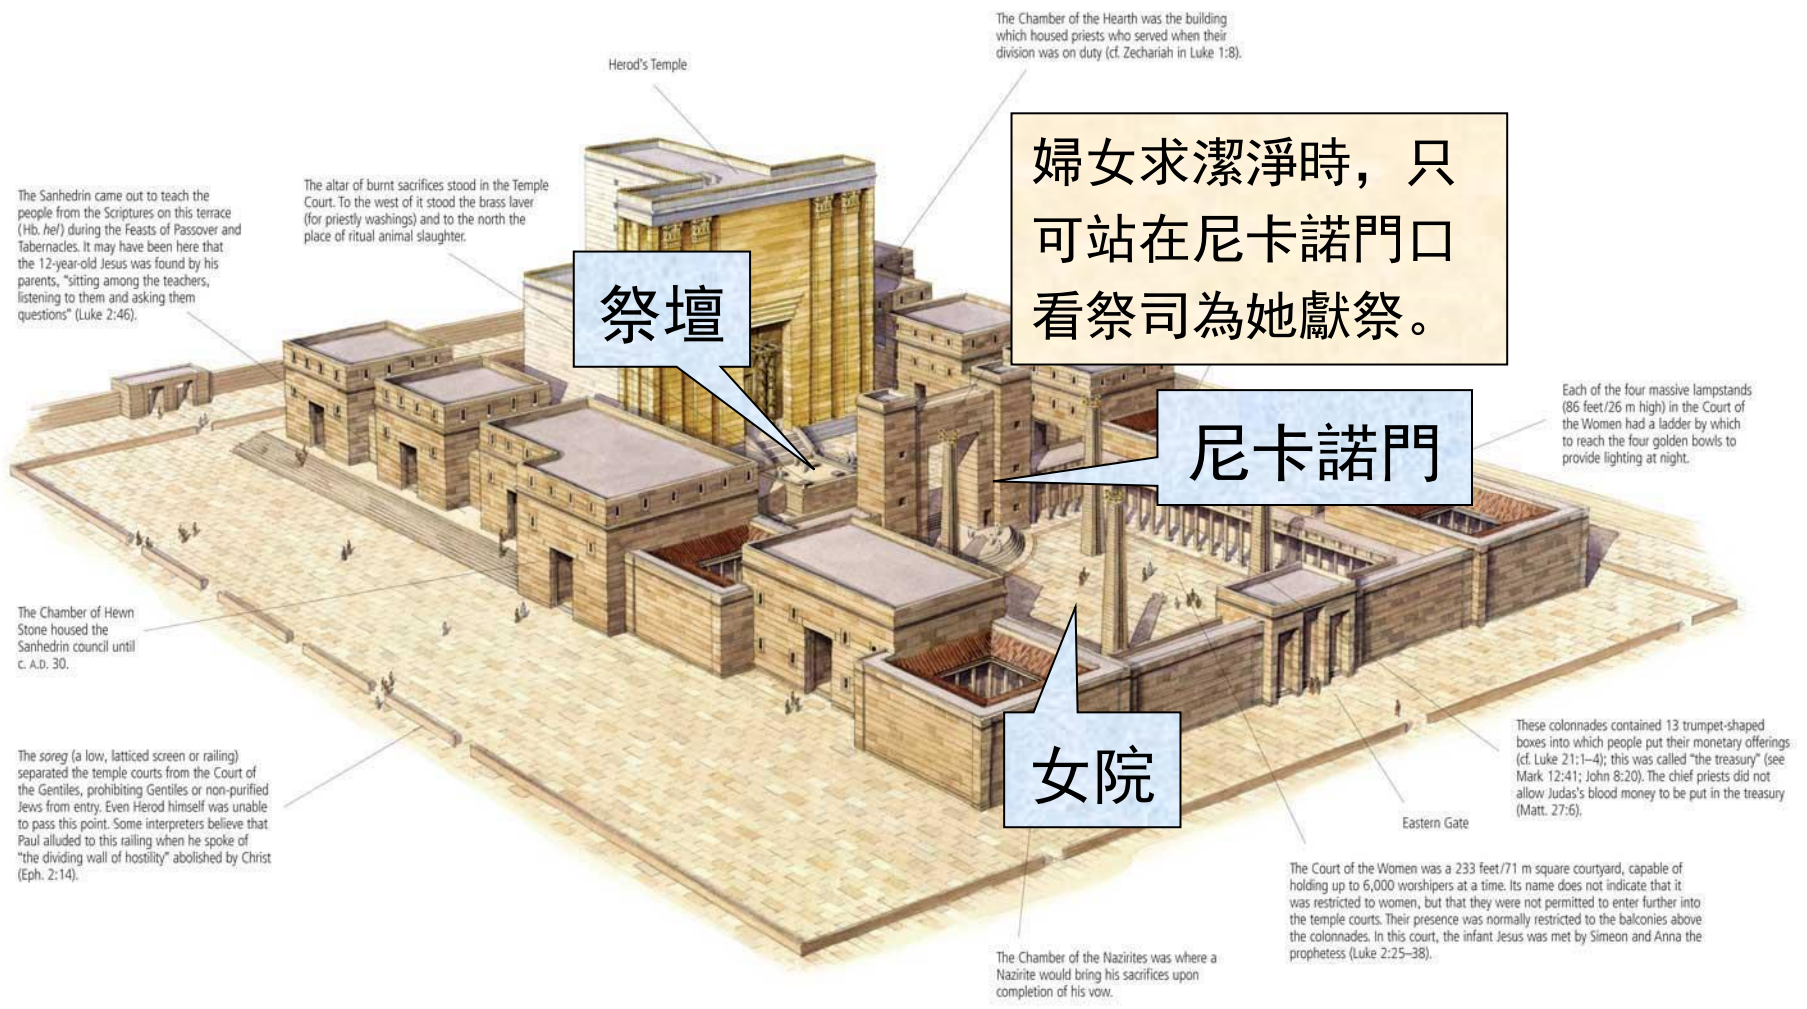 The Chamber of the Hearth was the building
which housed priests who served when their
division was on duty (cf. Zechariah in Luke 1:8).
Herod's Temple
婦女求潔淨時，只
可站在尼卡諾門口
看祭司為她獻祭。
The altar of burnt sacrifices stood in the Temple
Court. To the west of it stood the brass laver
(for priestly washings) and to the north the
place of ritual animal slaughter.
The Sanhedrin came out to teach the
people from the Scriptures on this terrace
(Hb. hel) during the Feasts of Passover and
Tabernacles. It may have been here that
the 12-year-old Jesus was found by his
parents, "sitting among the teachers,
listening to them and asking them
questions" (Luke 2:46).
祭壇
尼卡諾門
Each of the four massive lampstands
(86 feet/26 m high) in the Court of
the Women had a ladder by which
to reach the four golden bowls to
provide lighting at night.
The Chamber of Hewn
Stone housed the
Sanhedrin council until
c. A.D. 30.
女院
The soreg (a low, latticed screen or railing)
separated the temple courts from the Court of
the Gentiles, prohibiting Gentiles or non-purified
Jews from entry. Even Herod himself was unable
to pass this point. Some interpreters believe that
Paul alluded to this railing when he spoke of
"the dividing wall of hostility" abolished by Christ
(Eph. 2:14).
These colonnades contained 13 trumpet-shaped
boxes into which people put their monetary offerings
(cf. Luke 21:1–4); this was called "the treasury" (see
Mark 12:41; John 8:20). The chief priests did not
allow Judas's blood money to be put in the treasury
(Matt. 27:6).
Eastern Gate
The Court of the Women was a 233 feet/71 m square courtyard, capable of
holding up to 6,000 worshipers at a time. Its name does not indicate that it
was restricted to women, but that they were not permitted to enter further into
the temple courts. Their presence was normally restricted to the balconies above
the colonnades. In this court, the infant Jesus was met by Simeon and Anna the
prophetess (Luke 2:25–38).
The Chamber of the Nazirites was where a
Nazirite would bring his sacrifices upon
completion of his vow.